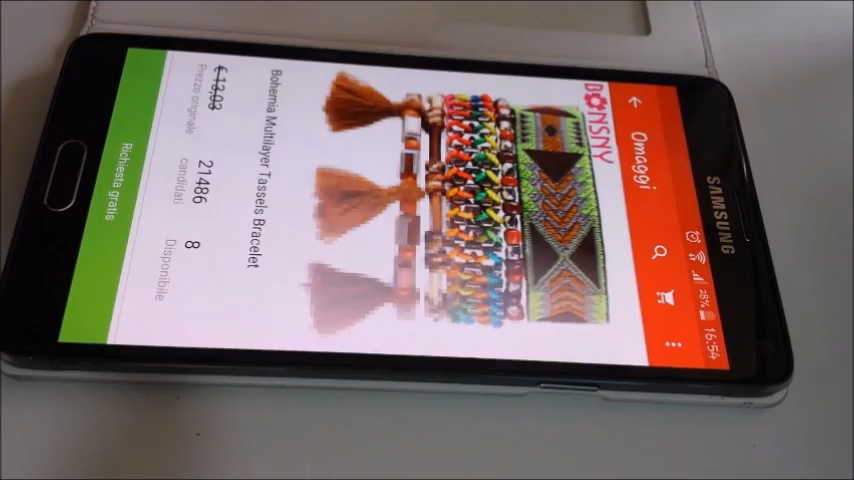 SAMSUNG
28% 16:54
Omaggi
BONSNY
Bohemia Multilayer Tassels Bracelet
€ 13,03 21486 8
Prezzo originale candidati Disponibile
Richiesta gratis